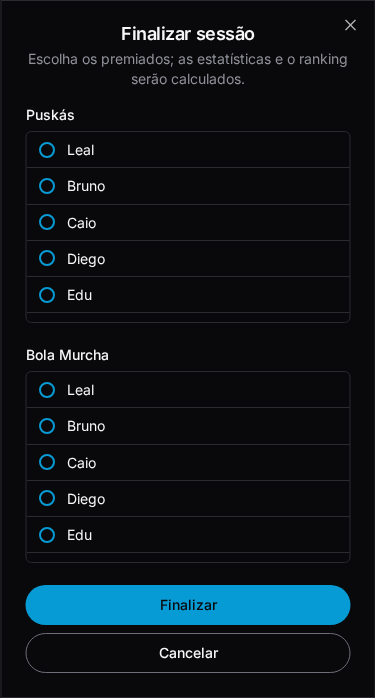 Finalizar sessão
Escolha os premiados; as estatísticas e o ranking
serão calculados.
Puskás
Leal
Bruno
Caio
Diego
Edu
Bola Murcha
Leal
Bruno
Caio
Diego
Edu
Finalizar
Cancelar